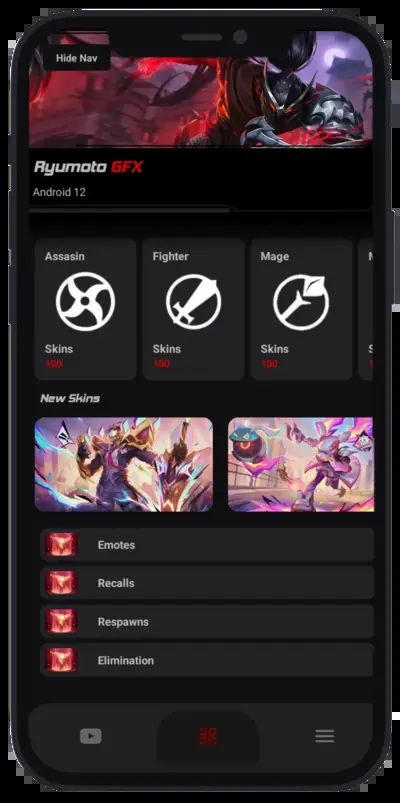 Hide Nav
Ryumoto GFX
Android 12
Assasin
Fighter
Mage
Skins
Skins
Skins
100
100
100
New Skins
Emotes
Recalls
Respawns
Elimination